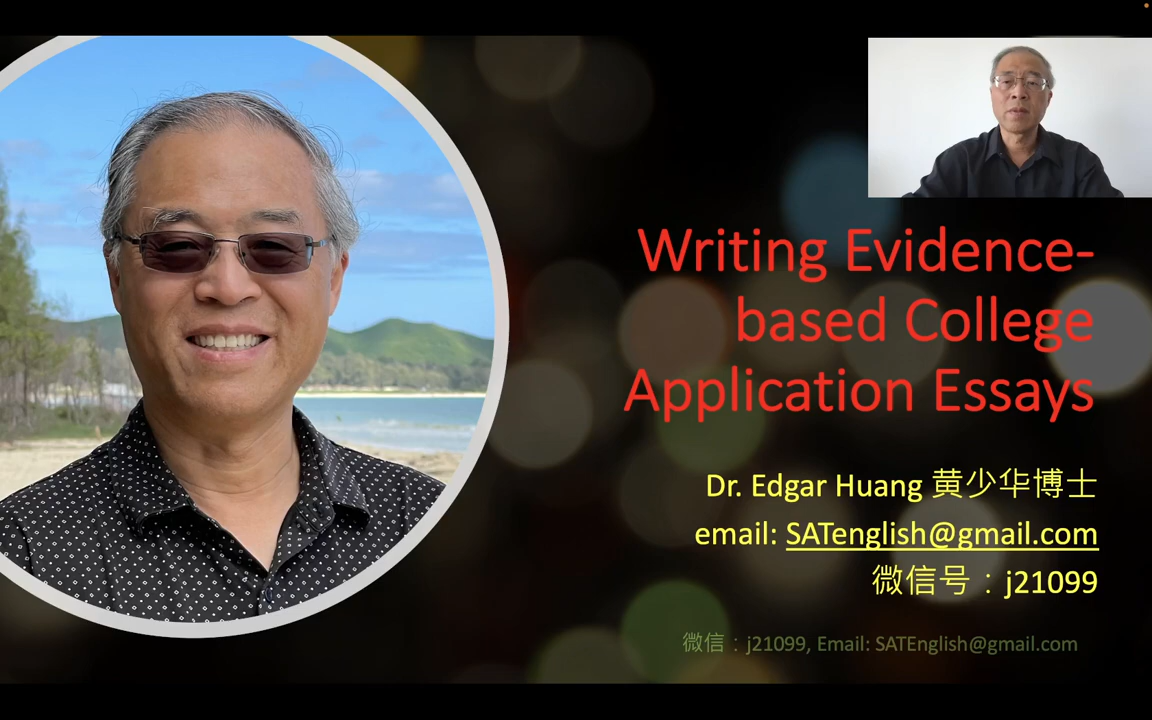 Writing Evidence-
based College
Application Essays
Dr. Edgar Huang 黄少华博士
email: SATenglish@gmail.com
微信号：j21099
微信：j21099, Email: SATEnglish@gmail.com